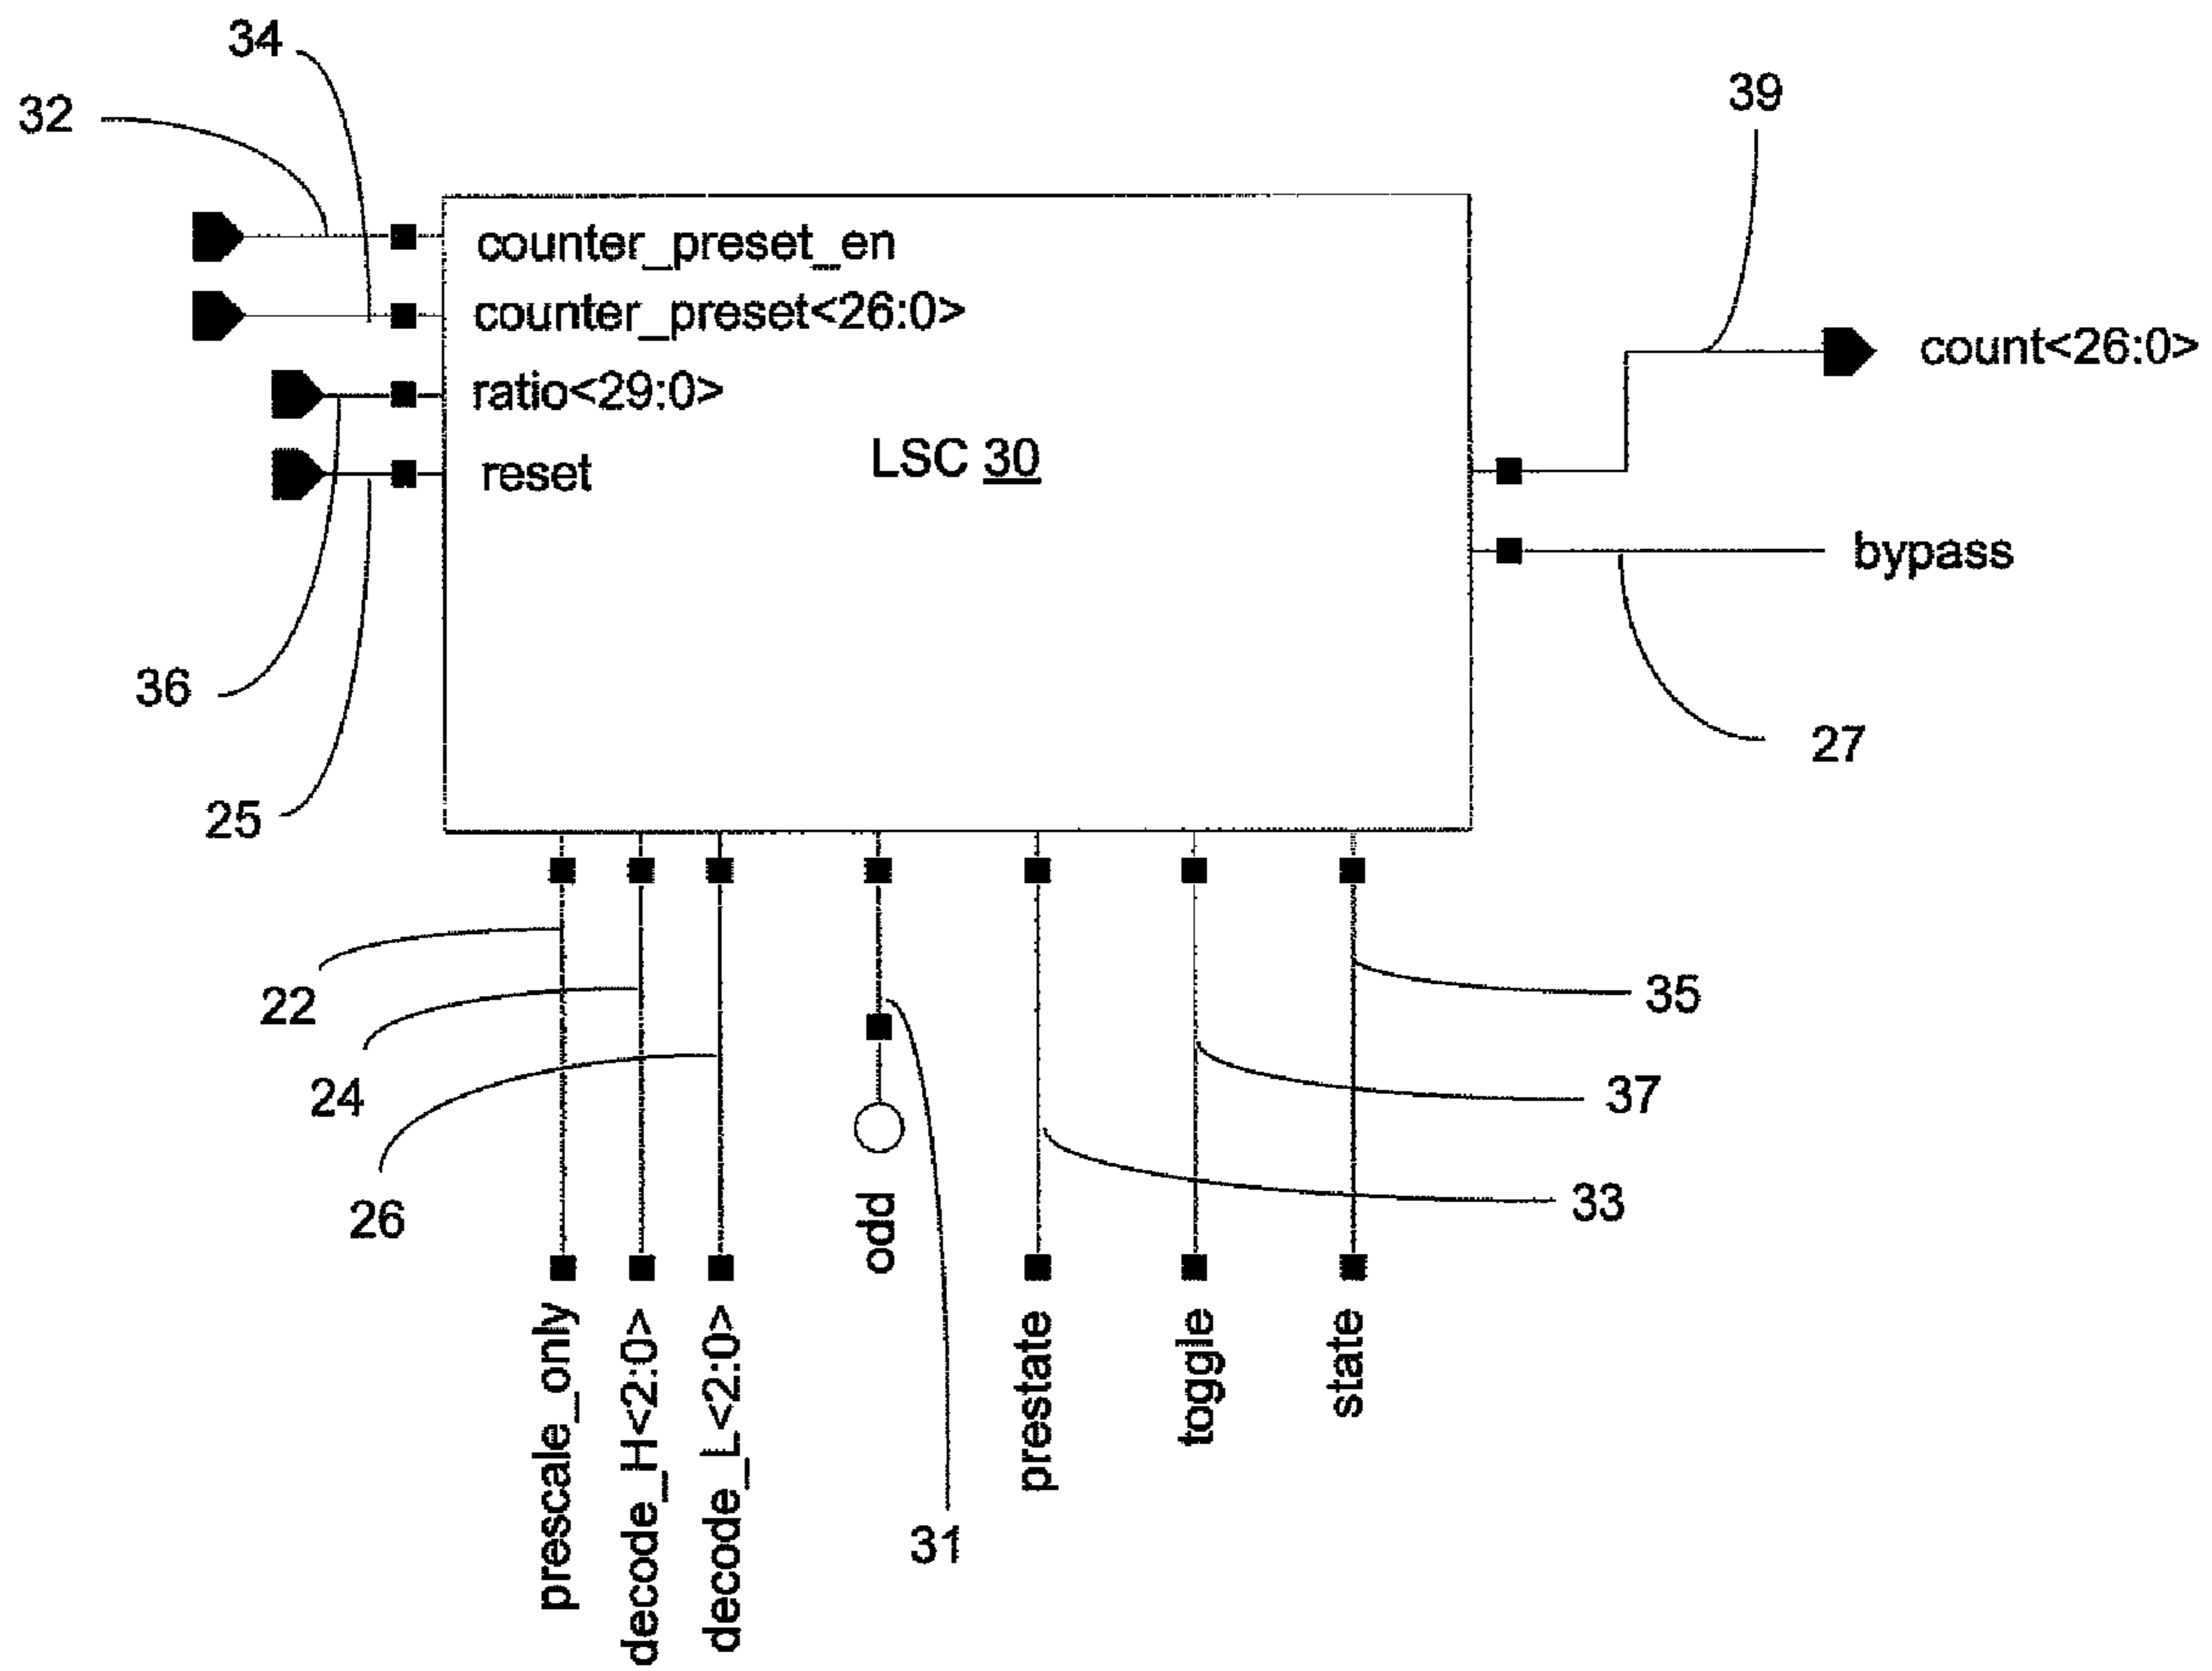 34
32
39
counter_preset_en
counter_preset<26:0>
count<26:0>
ratio<29:0>
LSC 30
reset
bypass
36
27
25
22
35
24
37
26
33
odd
prescale_only
decode_H<2:0>
decode_L<2:0>
prestate
toggle
state
31